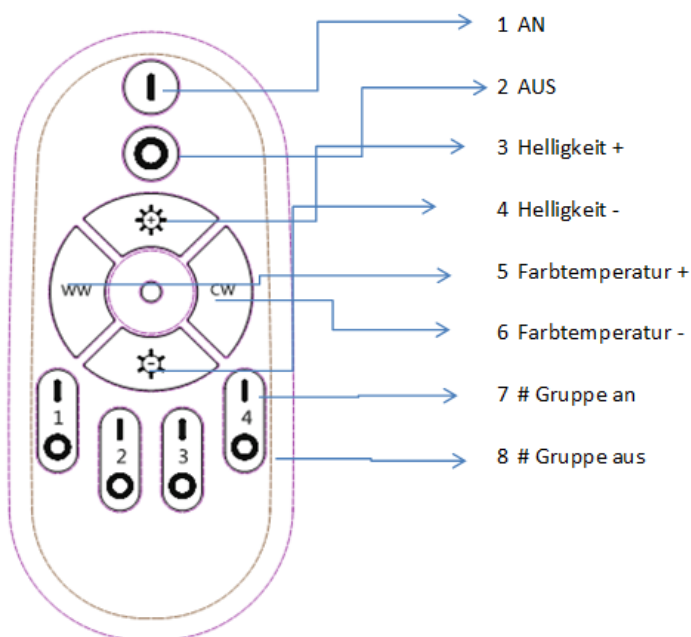 1 AN
2 AUS
3 Helligkeit +
4 Helligkeit -
WW
CW
5 Farbtemperatur +
6 Farbtemperatur -
7 # Gruppe an
1
4
2
3
8 # Gruppe aus